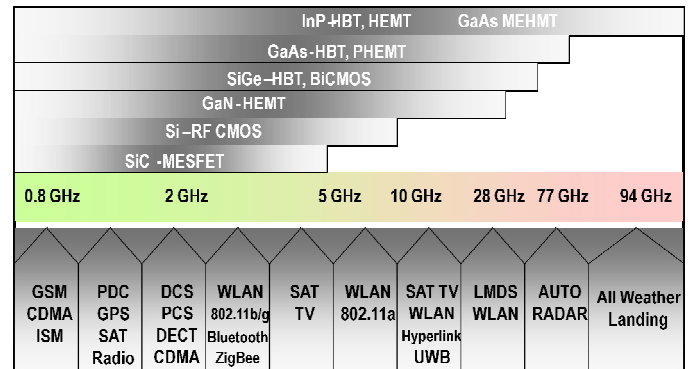 InP-HBT, HEMT GaAs MEHMT
GaAs-HBT, PHEMT
SiGe-HBT, BiCMOS
GaN-HEMT
Si-RF CMOS
SiC -MESFET
0.8 GHz 2 GHz 5 GHz 10 GHz 28 GHz 77 GHz 94 GHz
GSM
CDMA
ISM
PDC
GPS
SAT
Radio
DCS
PCS
DECT
CDMA
WLAN
802.11b/g
Bluetooth
ZigBee
SAT
TV
WLAN
802.11a
SAT TV
WLAN
Hyperlink
UWB
LMDS
WLAN
AUTO
RADAR
All Weather
Landing